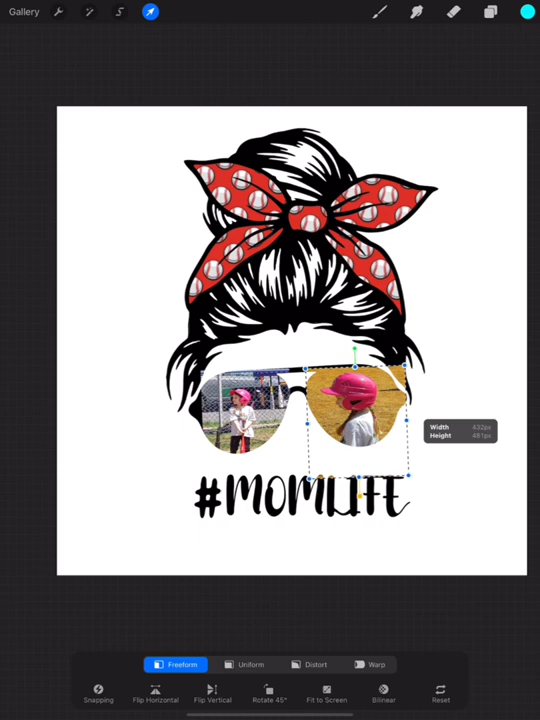 Gallery
Width 432px
Height 481px
#MOMLIFE
Freeform Uniform Distort Warp
Snapping Flip Horizontal Flip Vertical Rotate 45° Fit to Screen Bilinear Reset